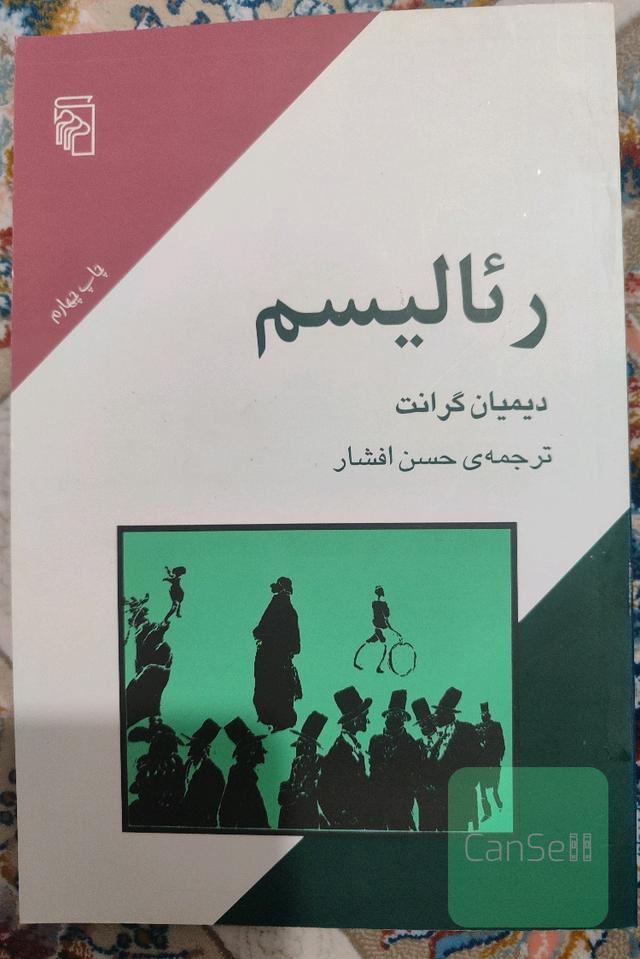 چاپ چهارم
رئالیسم
دیمیان گرانت
ترجمه‌ی حسن افشار
CanSell